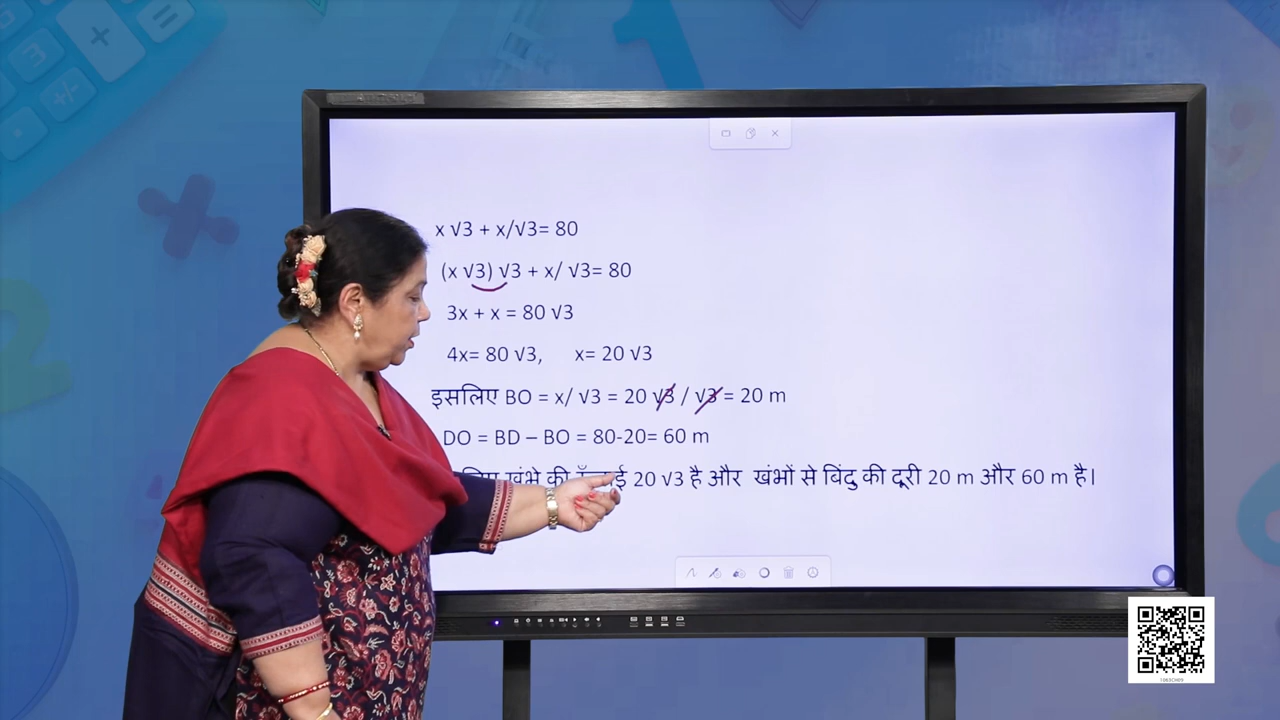 x √3 + x/√3= 80
(x √3) √3 + x/ √3= 80
3x + x = 80 √3
4x= 80 √3, x= 20 √3
इसलिए BO = x/ √3 = 20 √3 / √3 = 20 m
DO = BD – BO = 80-20= 60 m
खंभे की ऊँचाई 20 √3 है और खंभों से बिंदु की दूरी 20 m और 60 m है।